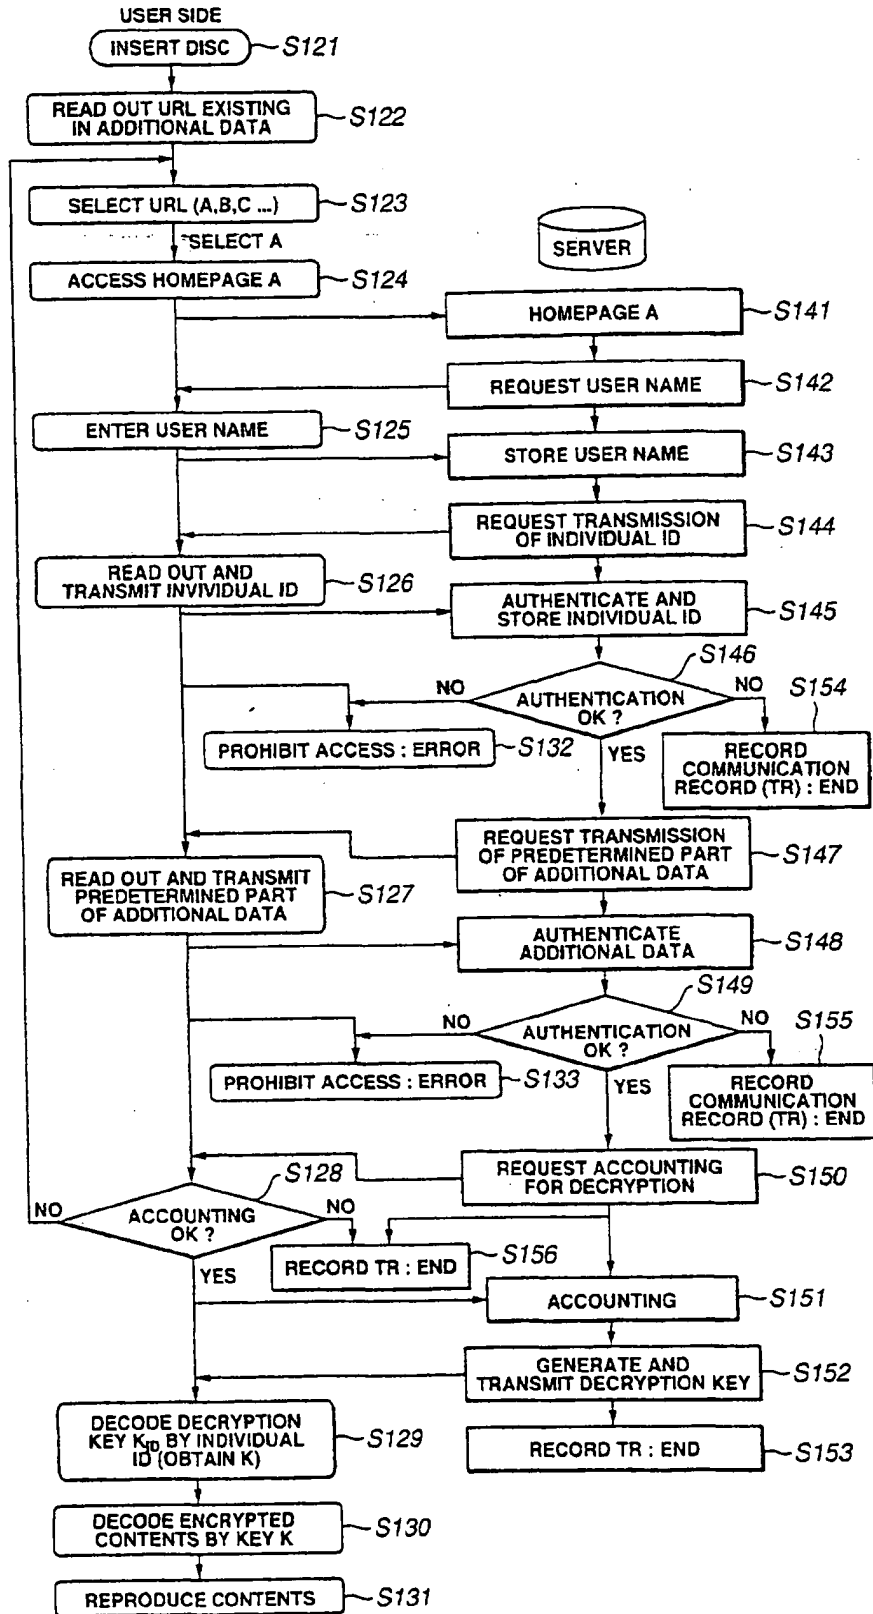 USER SIDE
INSERT DISC
S121
READ OUT URL EXISTING
IN ADDITIONAL DATA
S122
SELECT URL (A,B,C ...)
S123
SELECT A
SERVER
ACCESS HOMEPAGE A
S124
HOMEPAGE A
S141
REQUEST USER NAME
S142
ENTER USER NAME
S125
STORE USER NAME
S143
REQUEST TRANSMISSION
OF INDIVIDUAL ID
S144
READ OUT AND
TRANSMIT INVIVIDUAL ID
S126
AUTHENTICATE AND
STORE INDIVIDUAL ID
S145
S146
NO
AUTHENTICATION
OK ?
NO
S154
PROHIBIT ACCESS : ERROR
S132
YES
RECORD
COMMUNICATION
RECORD (TR) : END
REQUEST TRANSMISSION
OF PREDETERMINED PART
OF ADDITIONAL DATA
S147
READ OUT AND TRANSMIT
PREDETERMINED PART
OF ADDITIONAL DATA
S127
AUTHENTICATE
ADDITIONAL DATA
S148
S149
NO
AUTHENTICATION
OK ?
NO
S155
PROHIBIT ACCESS : ERROR
S133
YES
RECORD
COMMUNICATION
RECORD (TR) : END
REQUEST ACCOUNTING
FOR DECRYPTION
S150
S128
NO
ACCOUNTING
OK ?
NO
YES
RECORD TR : END
S156
ACCOUNTING
S151
GENERATE AND
TRANSMIT DECRYPTION KEY
S152
DECODE DECRYPTION
KEY KID BY INDIVIDUAL
ID (OBTAIN K)
S129
RECORD TR : END
S153
DECODE ENCRYPTED
CONTENTS BY KEY K
S130
REPRODUCE CONTENTS
S131